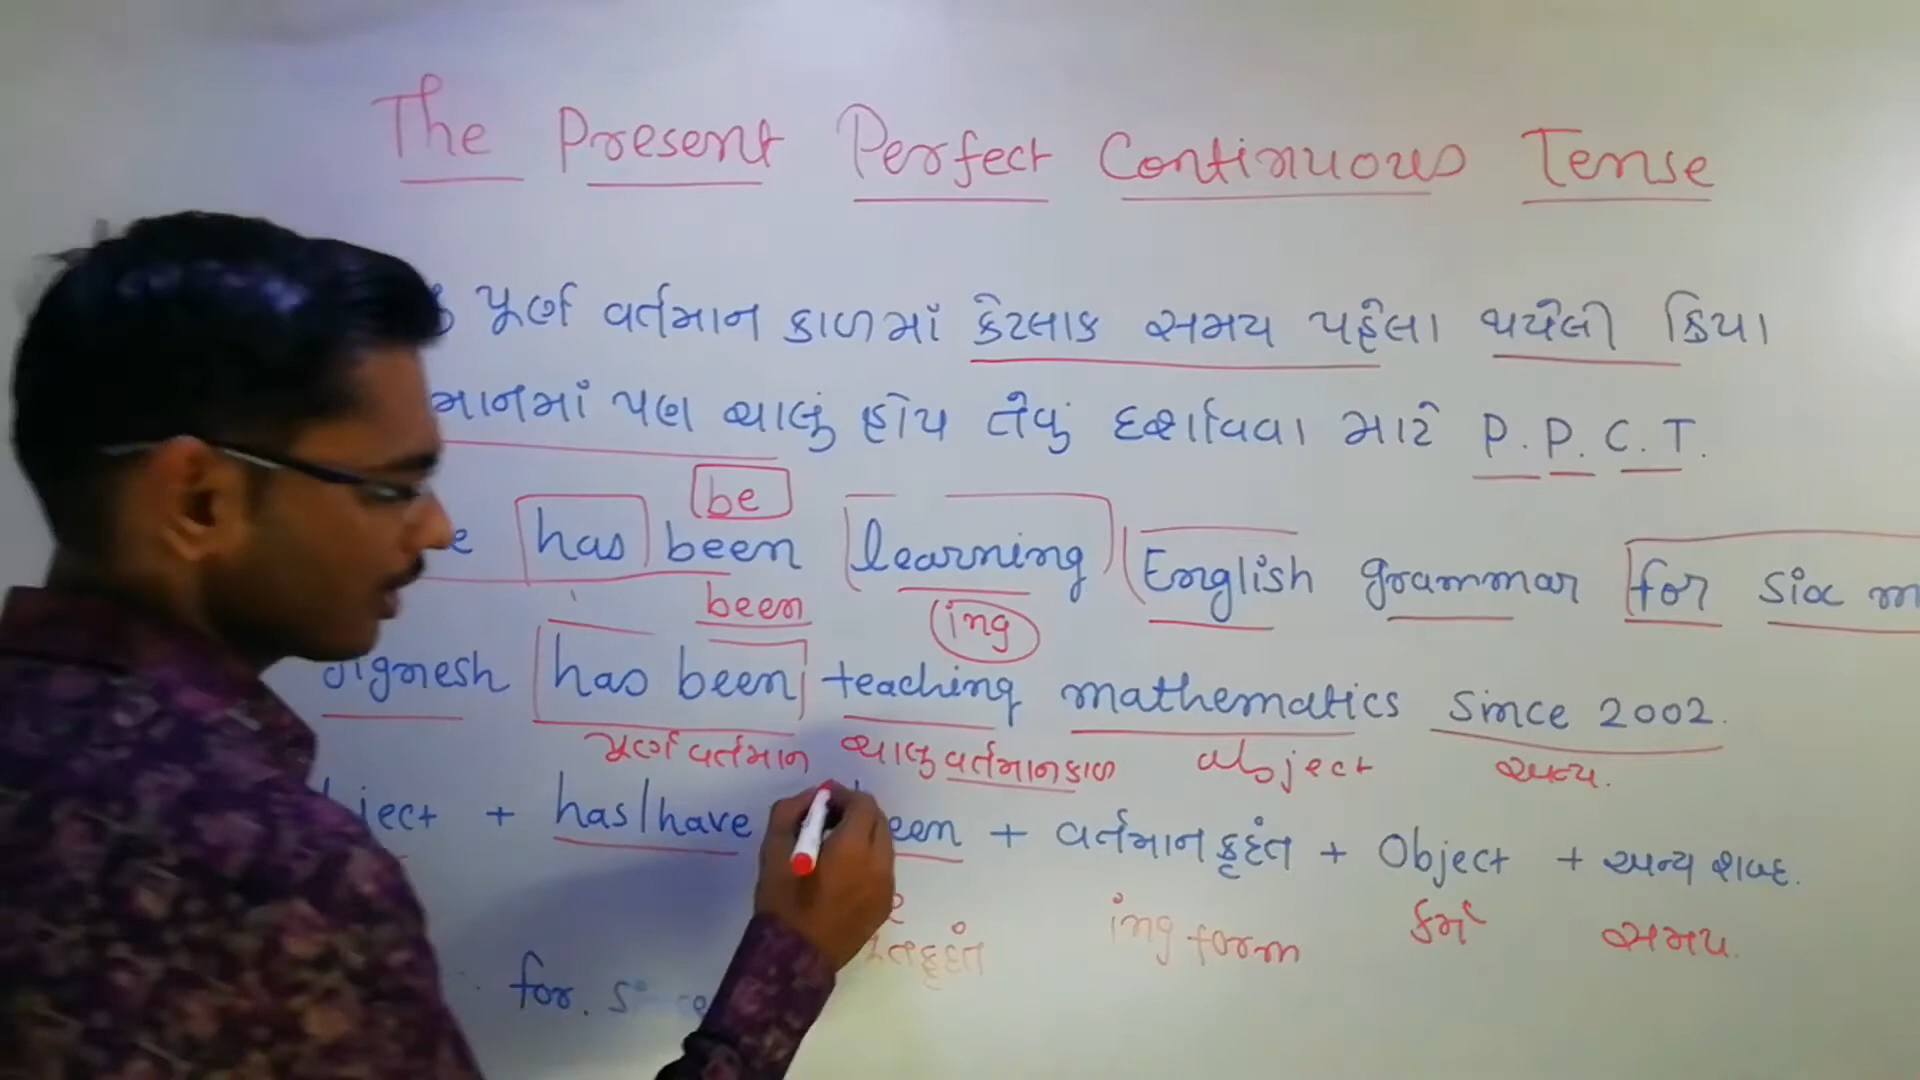 The Present Perfect Continuous Tense
પૂર્ણ વર્તમાન કાળમાં કેટલાક સમય પહેલા થયેલી ક્રિયા
માનમાં પણ ચાલું હોય તેવું દર્શાવવા માટે P.P.C.T.
be
has been learning English grammar for six m
been
ing
Jignesh has been teaching mathematics since 2002.
પૂર્ણ વર્તમાન ચાલુ વર્તમાનકાળ object અન્ય.
ject + has/have een + વર્તમાન કૃદંત + Object + અન્ય શબ્દ.
ing form કર્મ સમય.
for.